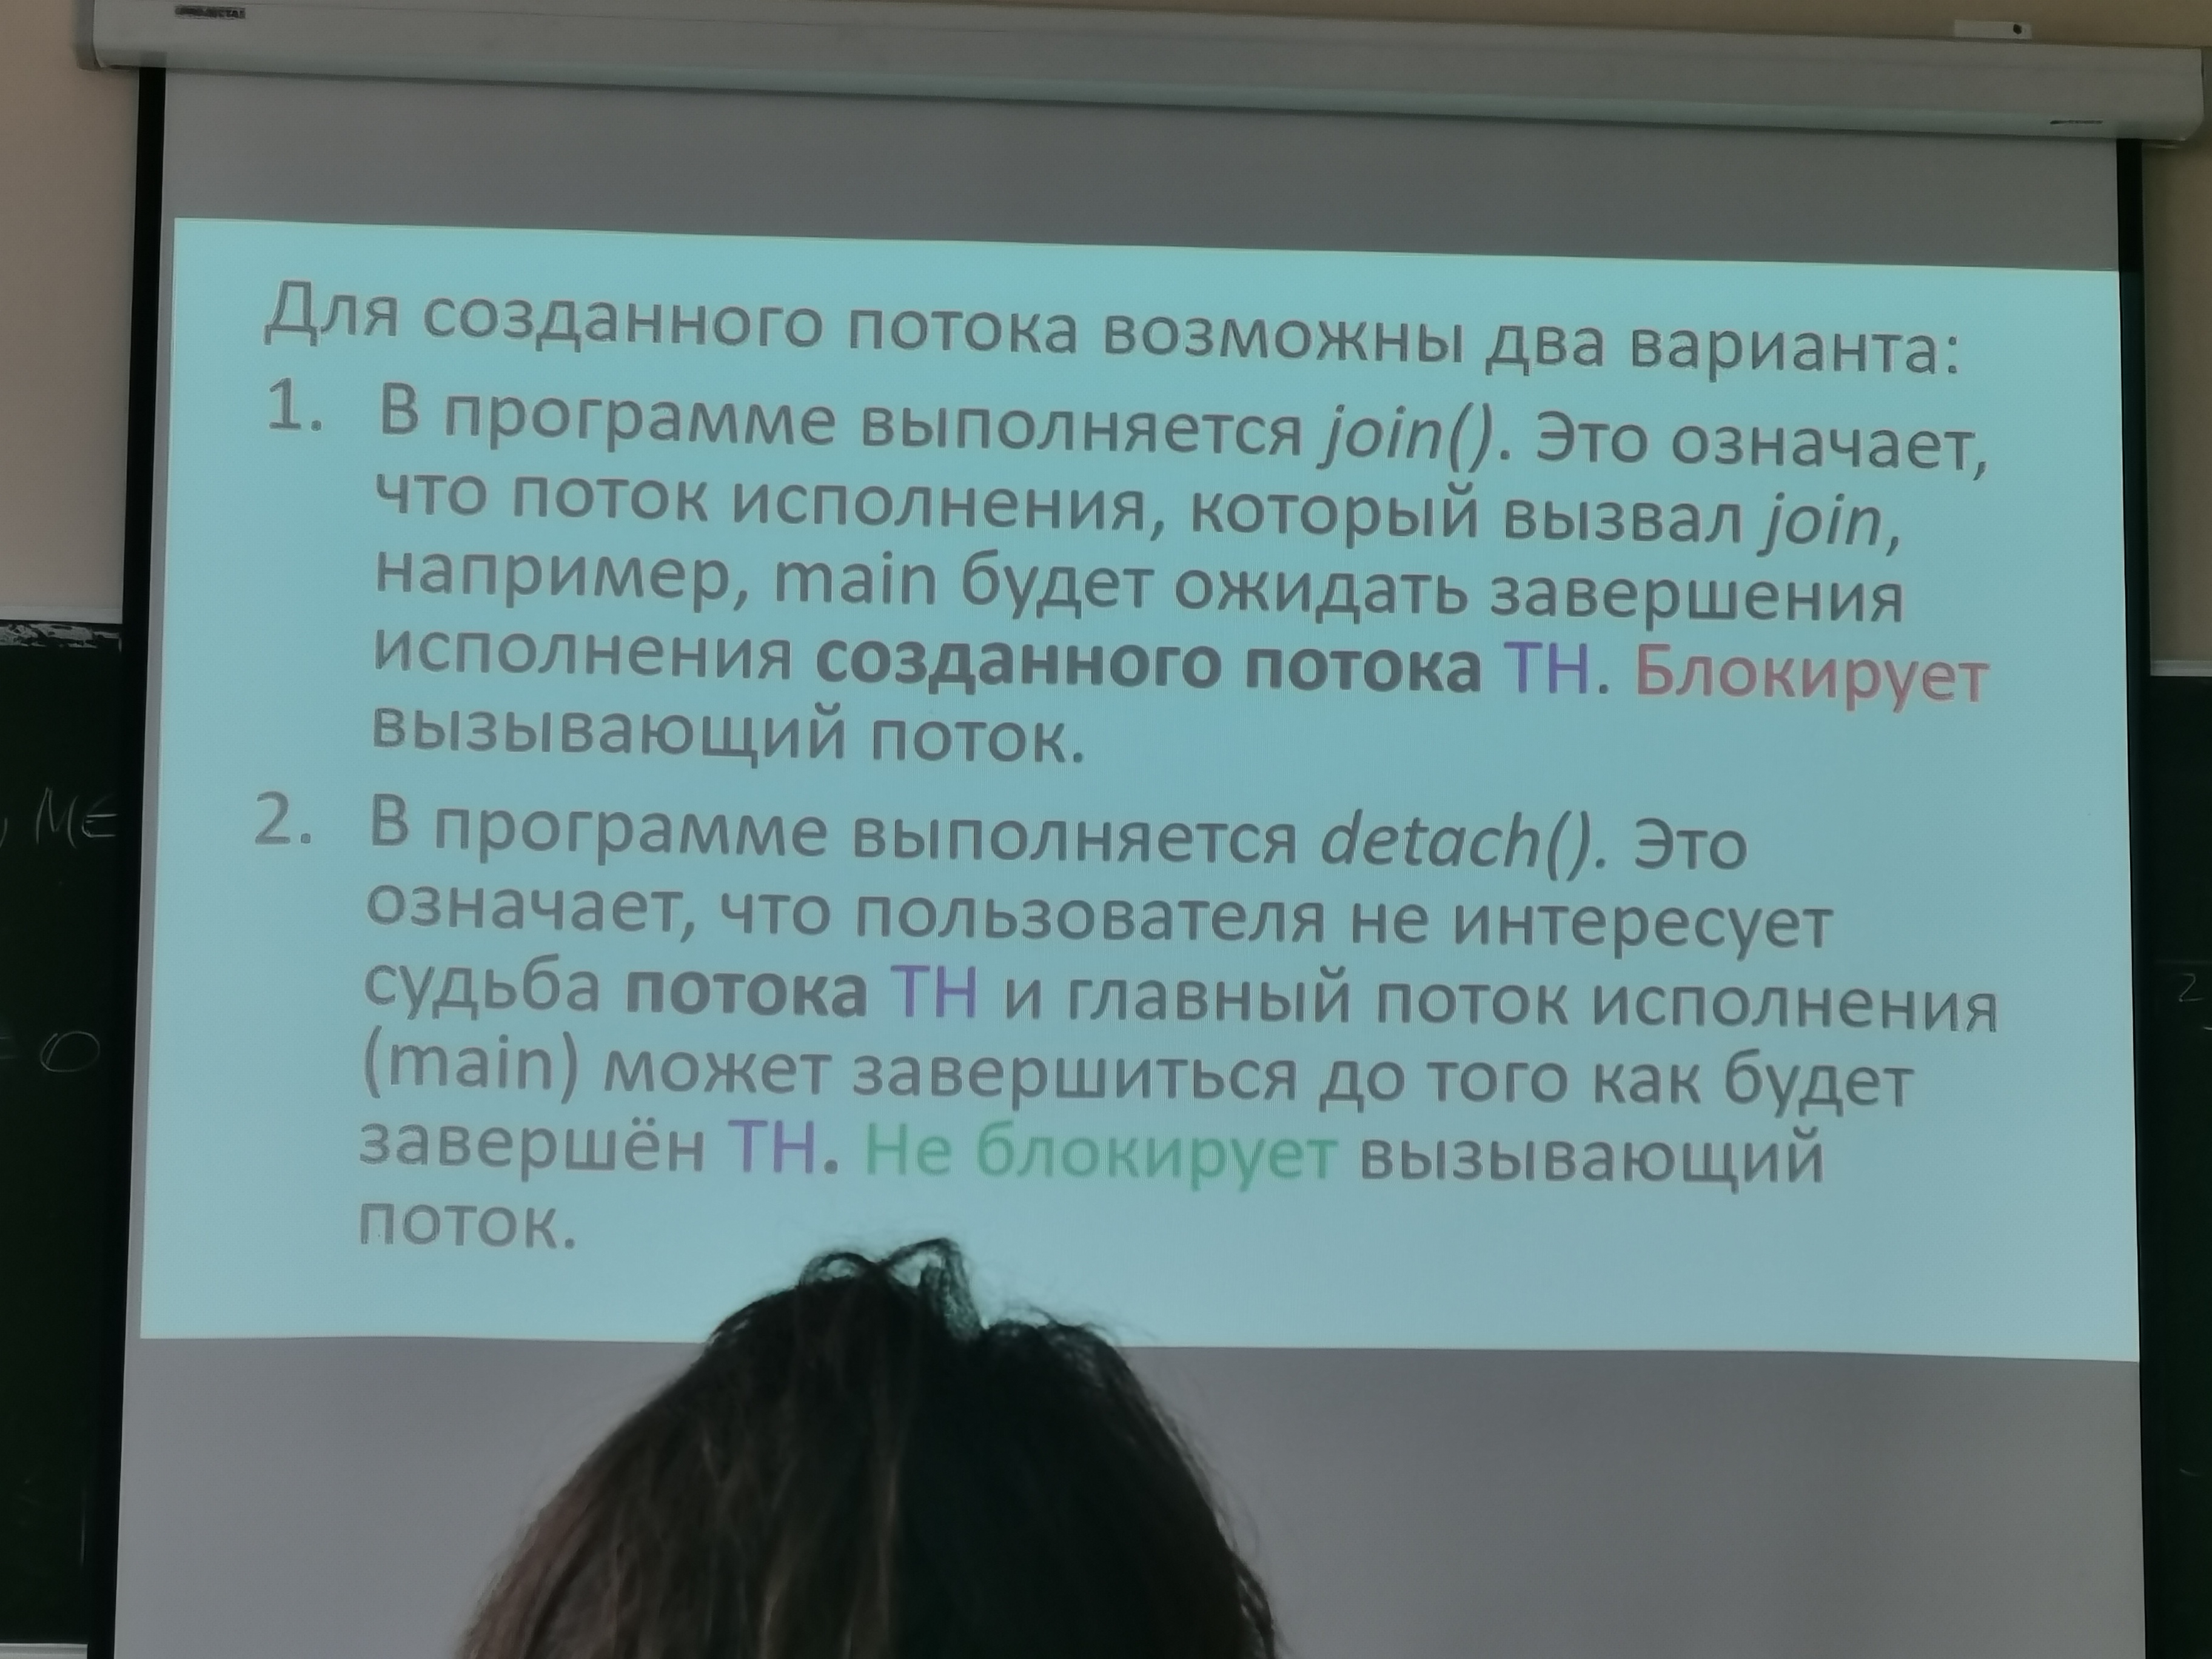 Для созданного потока возможны два варианта:
1. В программе выполняется join(). Это означает,
что поток исполнения, который вызвал join,
например, main будет ожидать завершения
исполнения созданного потока TH. Блокирует
вызывающий поток.
2. В программе выполняется detach(). Это
означает, что пользователя не интересует
судьба потока TH и главный поток исполнения
(main) может завершиться до того как будет
завершён TH. Не блокирует вызывающий
поток.
, МЕ
= 0
2